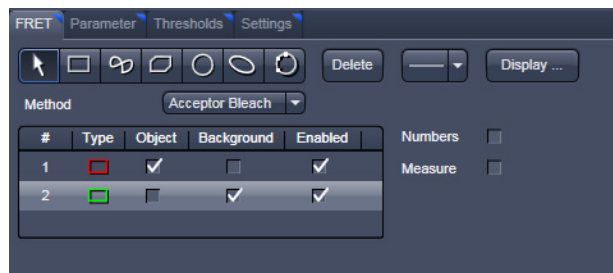 FRET Parameter Thresholds Settings
Delete Display ...
Method Acceptor Bleach
# Type Object Background Enabled Numbers
1 Measure
2